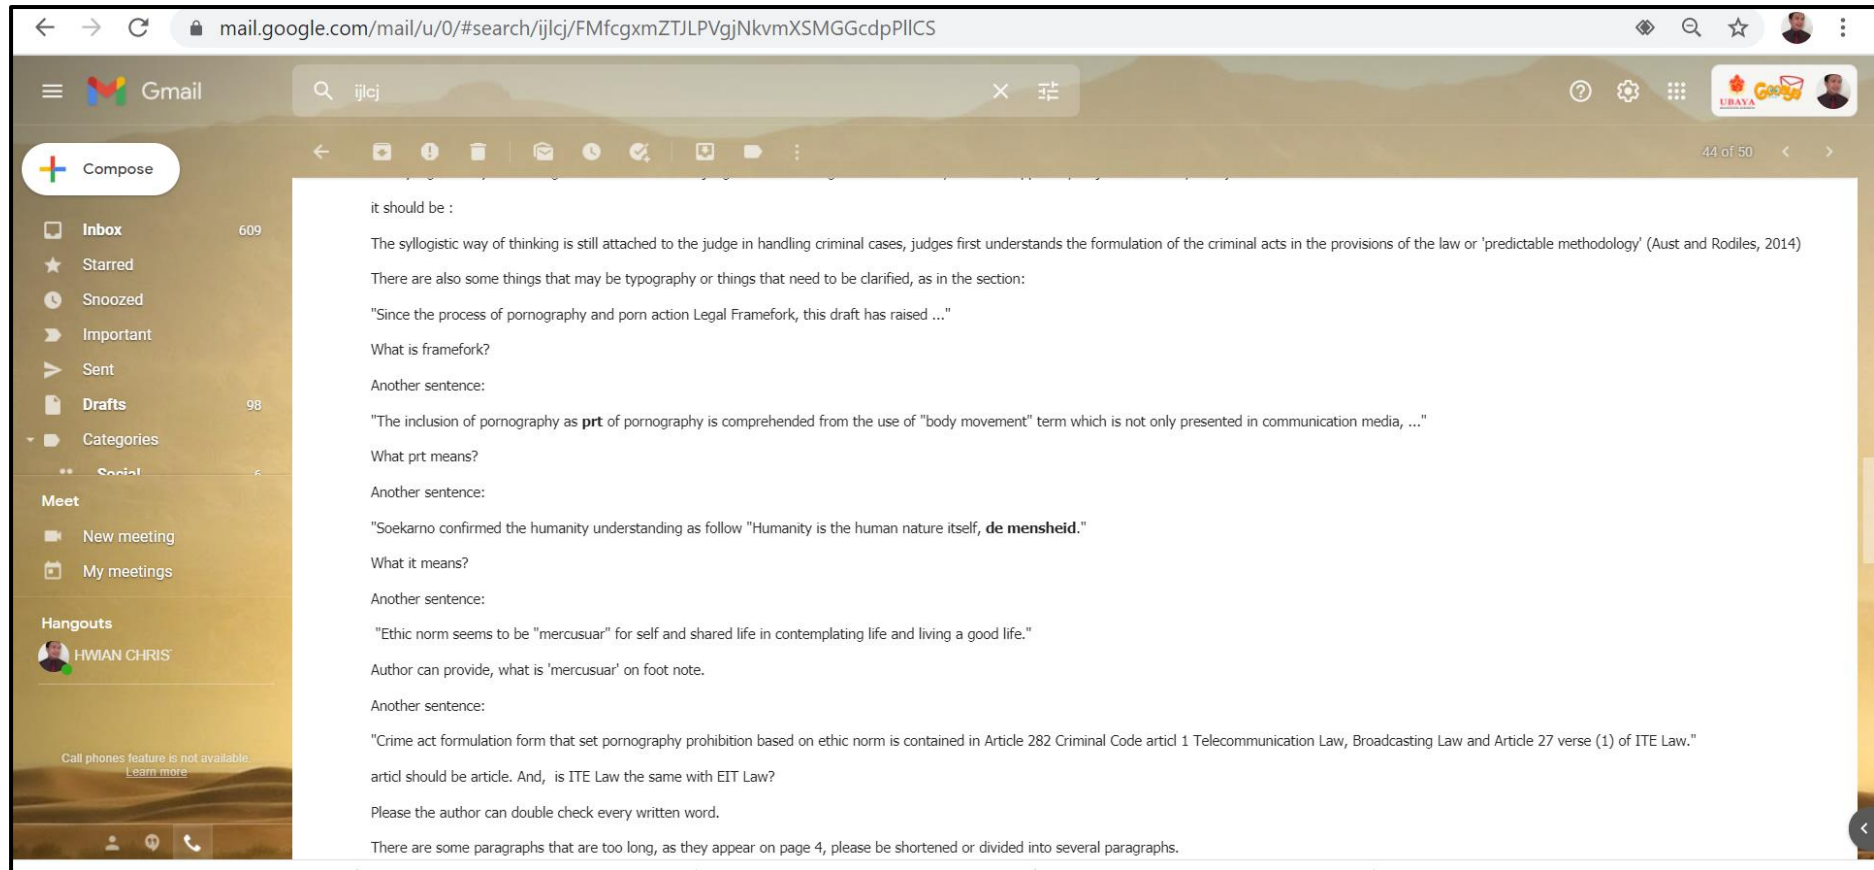 mail.google.com/mail/u/0/#search/ijlcj/FMfcgxmZTJLPVgjNkvmXSMGGcdpPllCS
Gmail
ijlcj
UBAYA
Gooaya
Compose
44 of 50
Inbox 609
Starred
Snoozed
Important
Sent
Drafts 98
Categories
Social 6
Meet
New meeting
My meetings
Hangouts
HWIAN CHRIS
Call phones feature is not available.
Learn more
it should be :
The syllogistic way of thinking is still attached to the judge in handling criminal cases, judges first understands the formulation of the criminal acts in the provisions of the law or 'predictable methodology' (Aust and Rodiles, 2014)
There are also some things that may be typography or things that need to be clarified, as in the section:
"Since the process of pornography and porn action Legal Framefork, this draft has raised ..."
What is framefork?
Another sentence:
"The inclusion of pornography as prt of pornography is comprehended from the use of "body movement" term which is not only presented in communication media, ..."
What prt means?
Another sentence:
"Soekarno confirmed the humanity understanding as follow "Humanity is the human nature itself, de mensheid."
What it means?
Another sentence:
"Ethic norm seems to be "mercusuar" for self and shared life in contemplating life and living a good life."
Author can provide, what is 'mercusuar' on foot note.
Another sentence:
"Crime act formulation form that set pornography prohibition based on ethic norm is contained in Article 282 Criminal Code articl 1 Telecommunication Law, Broadcasting Law and Article 27 verse (1) of ITE Law."
articl should be article. And, is ITE Law the same with EIT Law?
Please the author can double check every written word.
There are some paragraphs that are too long, as they appear on page 4, please be shortened or divided into several paragraphs.